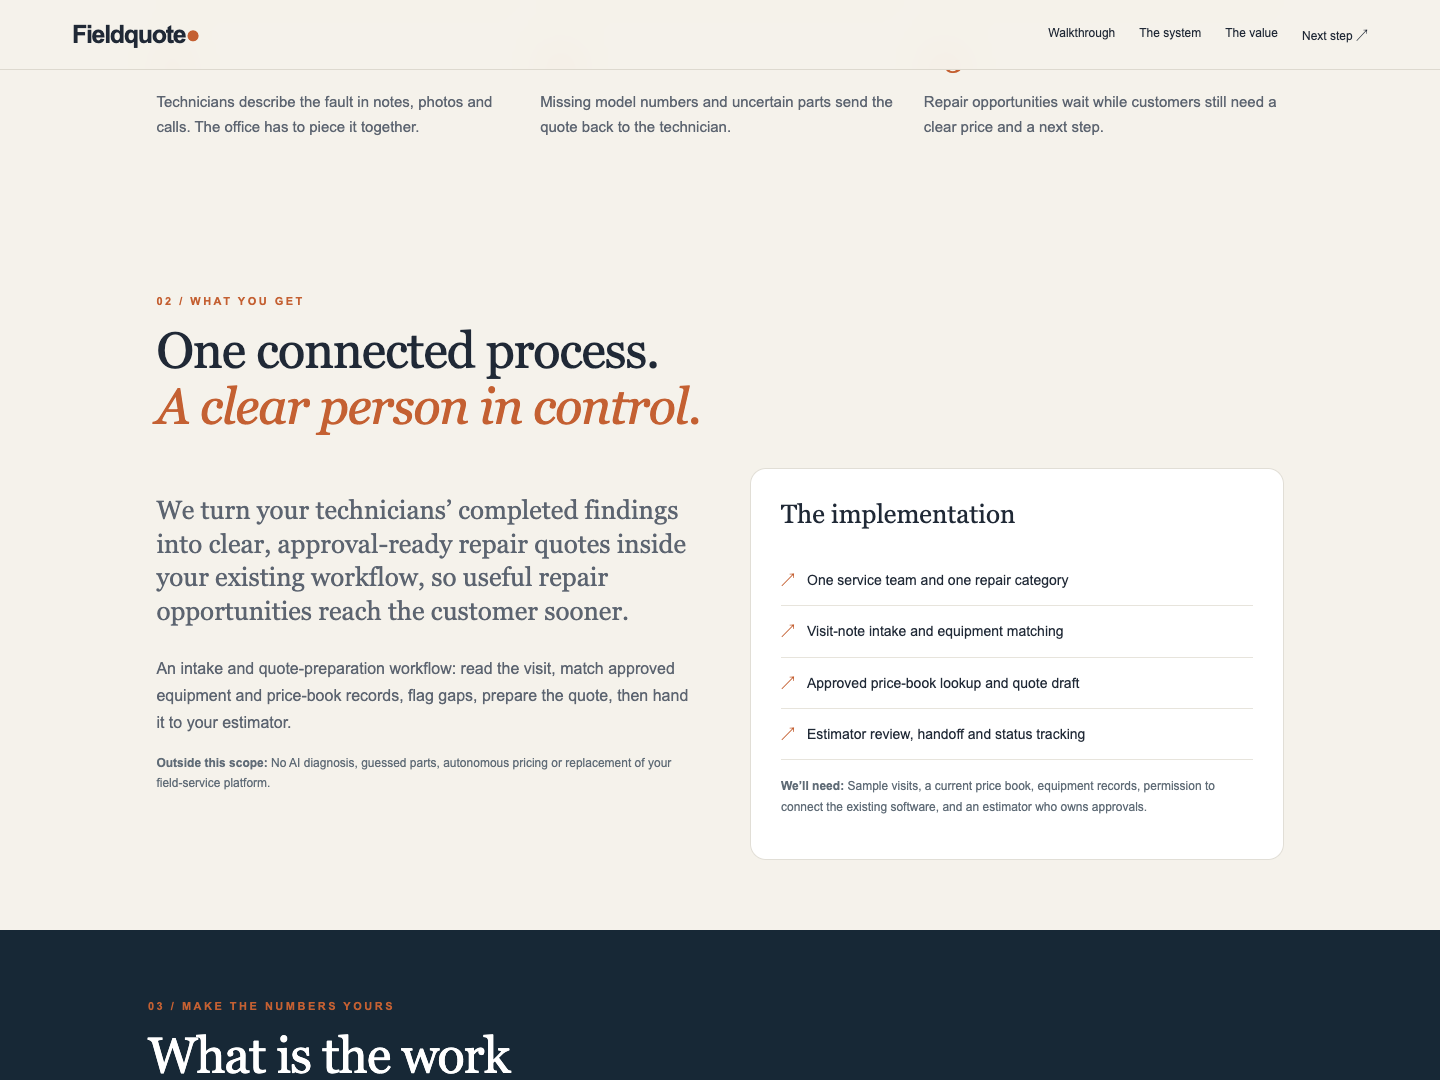 Fieldquote
Walkthrough
The system
The value
Next step ↗
Technicians describe the fault in notes, photos and
calls. The office has to piece it together.
Missing model numbers and uncertain parts send the
quote back to the technician.
Repair opportunities wait while customers still need a
clear price and a next step.
02 / WHAT YOU GET
One connected process.
A clear person in control.
We turn your technicians’ completed findings
into clear, approval-ready repair quotes inside
your existing workflow, so useful repair
opportunities reach the customer sooner.
An intake and quote-preparation workflow: read the visit, match approved
equipment and price-book records, flag gaps, prepare the quote, then hand
it to your estimator.
Outside this scope: No AI diagnosis, guessed parts, autonomous pricing or replacement of your
field-service platform.
The implementation
↗ One service team and one repair category
↗ Visit-note intake and equipment matching
↗ Approved price-book lookup and quote draft
↗ Estimator review, handoff and status tracking
We’ll need: Sample visits, a current price book, equipment records, permission to
connect the existing software, and an estimator who owns approvals.
03 / MAKE THE NUMBERS YOURS
What is the work